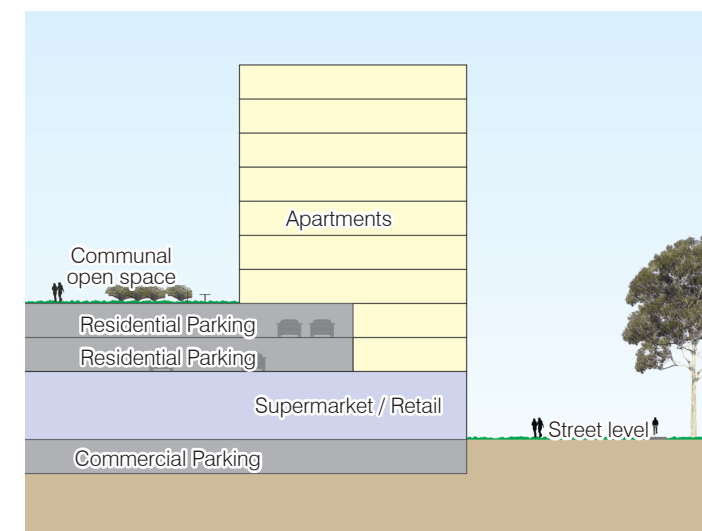 Apartments
Communal
open space
Residential Parking
Residential Parking
Supermarket / Retail
Street level
Commercial Parking